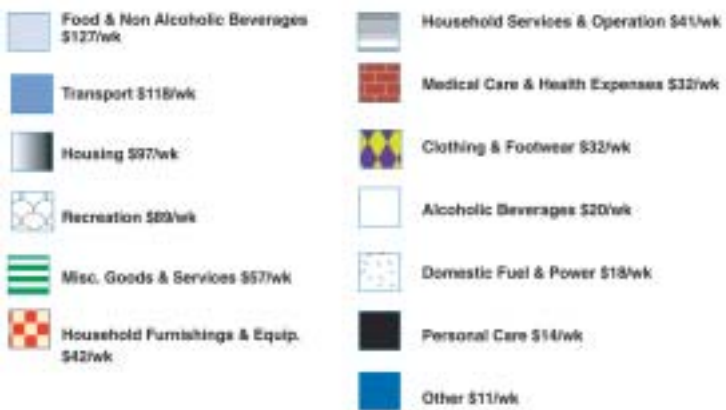 Food & Non Alcoholic Beverages
$127/wk
Transport $118/wk
Housing $97/wk
Recreation $89/wk
Misc. Goods & Services $57/wk
Household Furnishings & Equip.
$42/wk
Household Services & Operation $41/wk
Medical Care & Health Expenses $32/wk
Clothing & Footwear $32/wk
Alcoholic Beverages $20/wk
Domestic Fuel & Power $18/wk
Personal Care $14/wk
Other $11/wk